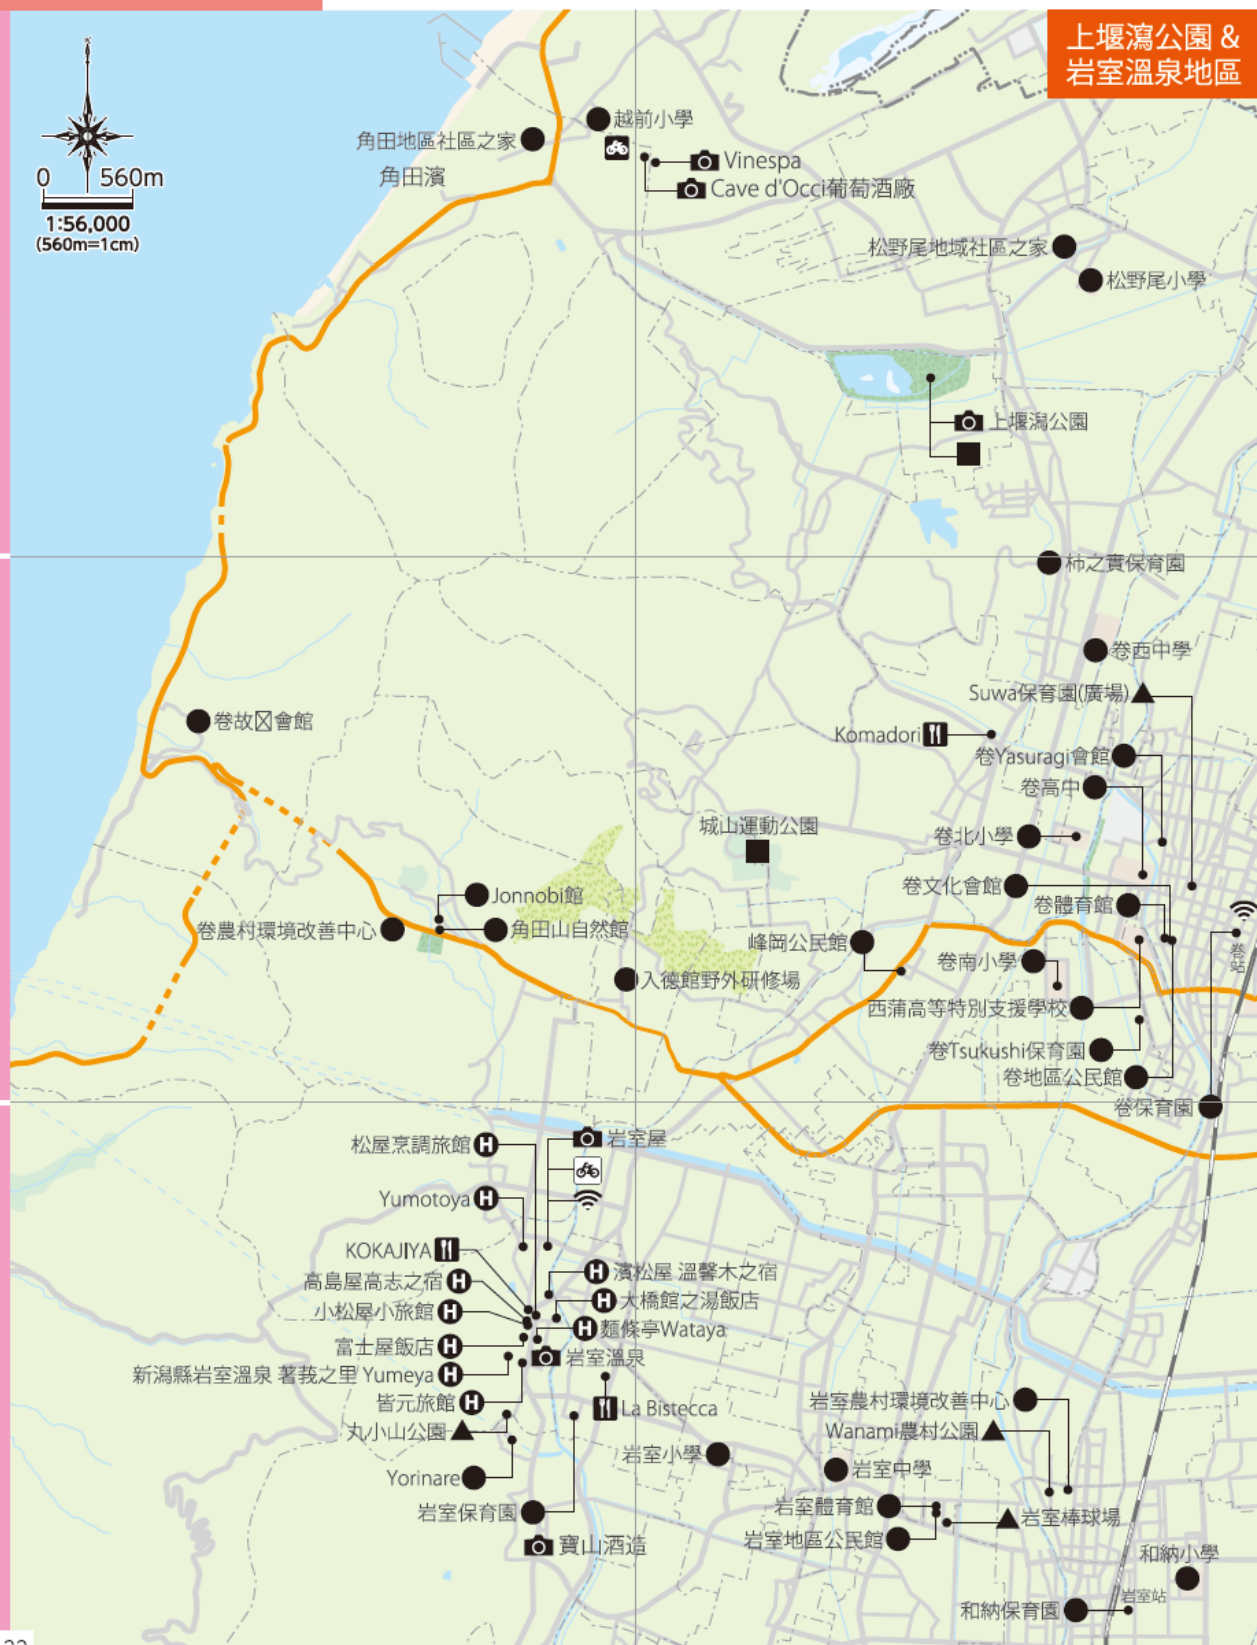 上堰瀉公園 &
岩室溫泉地區
0 560m
1:56,000
(560m=1cm)
越前小學
角田地區社區之家
角田濱
Vinespa
Cave d'Occi葡萄酒廠
松野尾地域社區之家
松野尾小學
上堰潟公園
柿之實保育園
卷西中學
Suwa保育園(廣場)
卷故 會館
Komadori
卷Yasuragi會館
卷高中
城山運動公園
卷北小學
卷文化會館
Jonnobi館
卷體育館
卷農村環境改善中心
角田山自然館
峰岡公民館
卷站
卷南小學
入德館野外研修場
西蒲高等特別支援學校
卷Tsukushi保育園
卷地區公民館
卷保育園
松屋烹調旅館
岩室屋
Yumotoya
KOKAJIYA
濱松屋 溫馨木之宿
高島屋高志之宿
大橋館之湯飯店
小松屋小旅館
麵條亭Wataya
富士屋飯店
岩室溫泉
新潟縣岩室溫泉 著莪之里 Yumeya
皆元旅館
La Bistecca
岩室農村環境改善中心
丸小山公園
Wanami農村公園
岩室小學
岩室中學
Yorinare
岩室保育園
岩室體育館
岩室棒球場
岩室地區公民館
寶山酒造
和納小學
岩室站
和納保育園